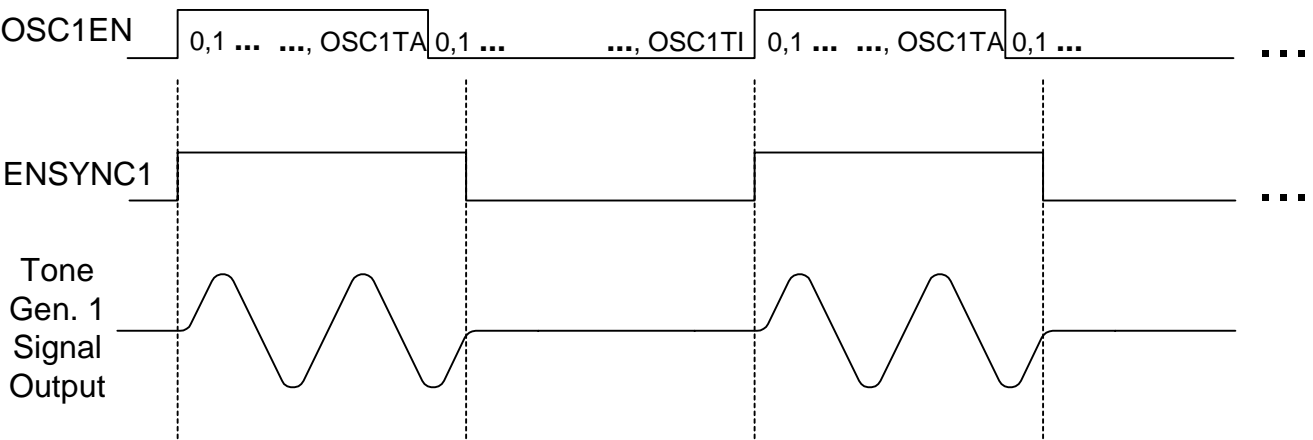 OSC1EN
0,1 ... ..., OSC1TA 0,1 ... ..., OSC1TI 0,1 ... ..., OSC1TA 0,1 ... ...
ENSYNC1 ...
Tone
Gen. 1
Signal
Output